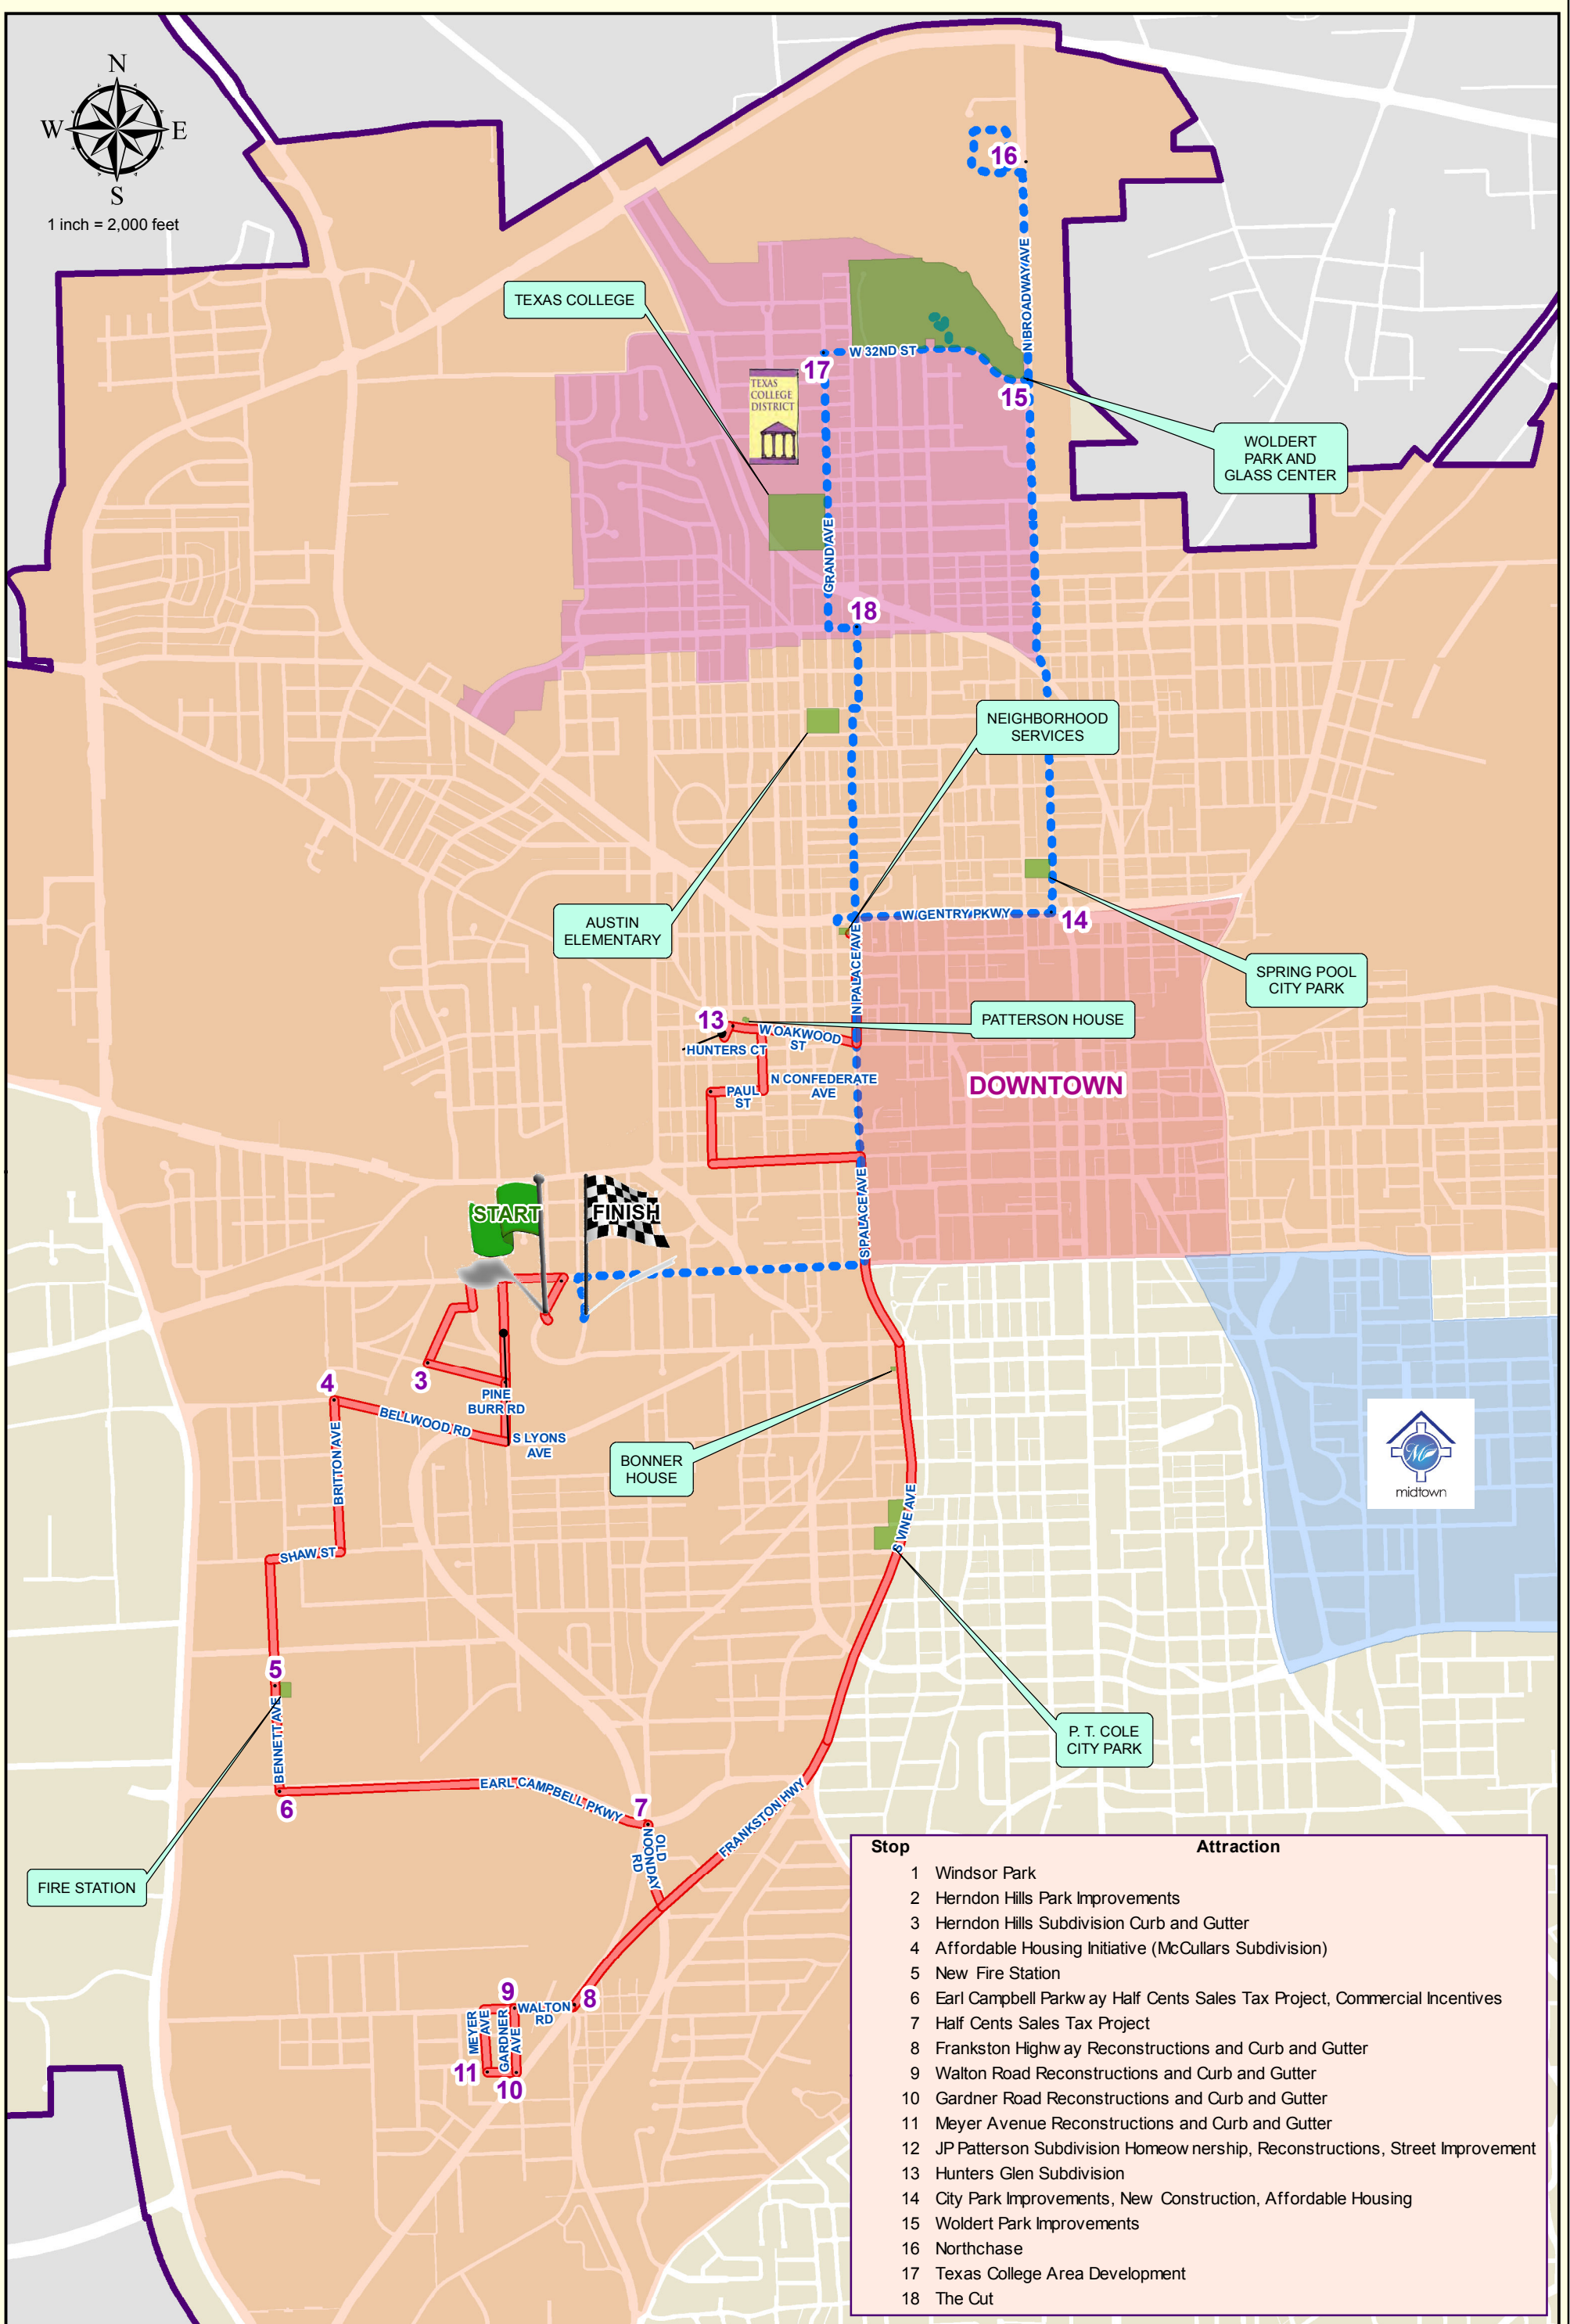 N
W E
S
1 inch = 2,000 feet
16
N BROADWAY AVE
TEXAS COLLEGE
W 32ND ST
17
TEXAS
COLLEGE
DISTRICT
15
WOLDERT
PARK AND
GLASS CENTER
GRAND AVE
18
NEIGHBORHOOD
SERVICES
AUSTIN
ELEMENTARY
W GENTRY PKWY
14
SPRING POOL
CITY PARK
N PALACE AVE
13
PATTERSON HOUSE
W OAKWOOD
ST
HUNTERS CT
N CONFEDERATE
AVE
PAUL
ST
DOWNTOWN
S PALACE AVE
START
FINISH
3
4
PINE
BURR RD
BELLWOOD RD
S LYONS
AVE
BRITTON AVE
BONNER
HOUSE
M
midtown
S VINE AVE
SHAW ST
5
BENNETT AVE
P. T. COLE
CITY PARK
EARL CAMPBELL PKWY
6
7
OLD
NOONDAY
RD
FRANKSTON HWY
FIRE STATION
9
WALTON
RD
8
MEYER
AVE
GARDNER
AVE
11
10
Stop Attraction
1 Windsor Park
2 Herndon Hills Park Improvements
3 Herndon Hills Subdivision Curb and Gutter
4 Affordable Housing Initiative (McCullars Subdivision)
5 New Fire Station
6 Earl Campbell Parkway Half Cents Sales Tax Project, Commercial Incentives
7 Half Cents Sales Tax Project
8 Frankston Highway Reconstructions and Curb and Gutter
9 Walton Road Reconstructions and Curb and Gutter
10 Gardner Road Reconstructions and Curb and Gutter
11 Meyer Avenue Reconstructions and Curb and Gutter
12 JP Patterson Subdivision Homeownership, Reconstructions, Street Improvement
13 Hunters Glen Subdivision
14 City Park Improvements, New Construction, Affordable Housing
15 Woldert Park Improvements
16 Northchase
17 Texas College Area Development
18 The Cut